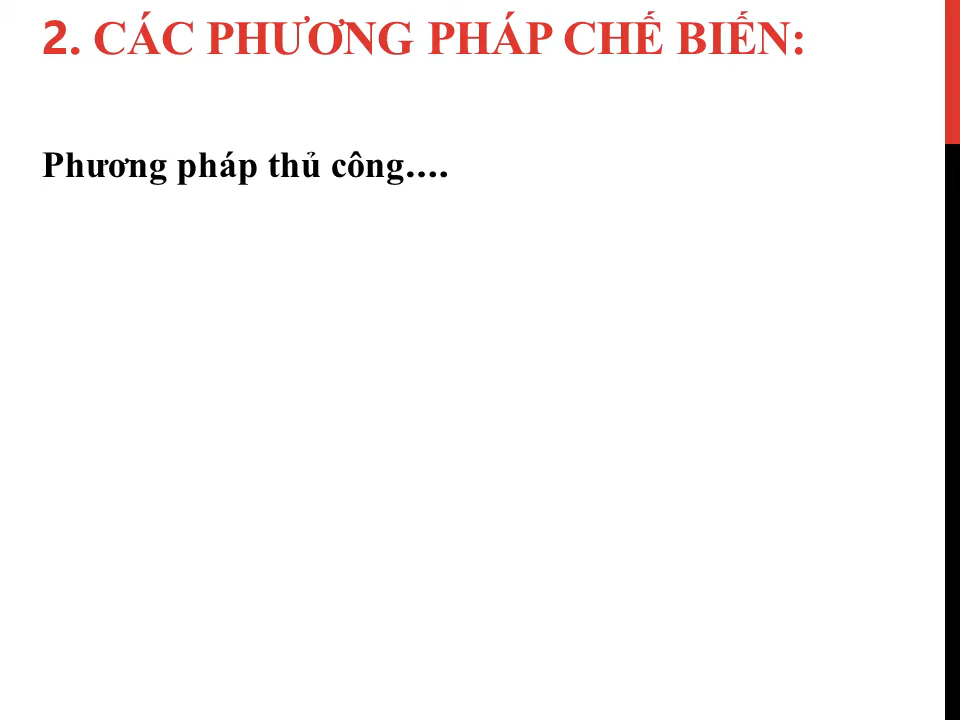 2. CÁC PHƯƠNG PHÁP CHẾ BIẾN:
Phương pháp thủ công....